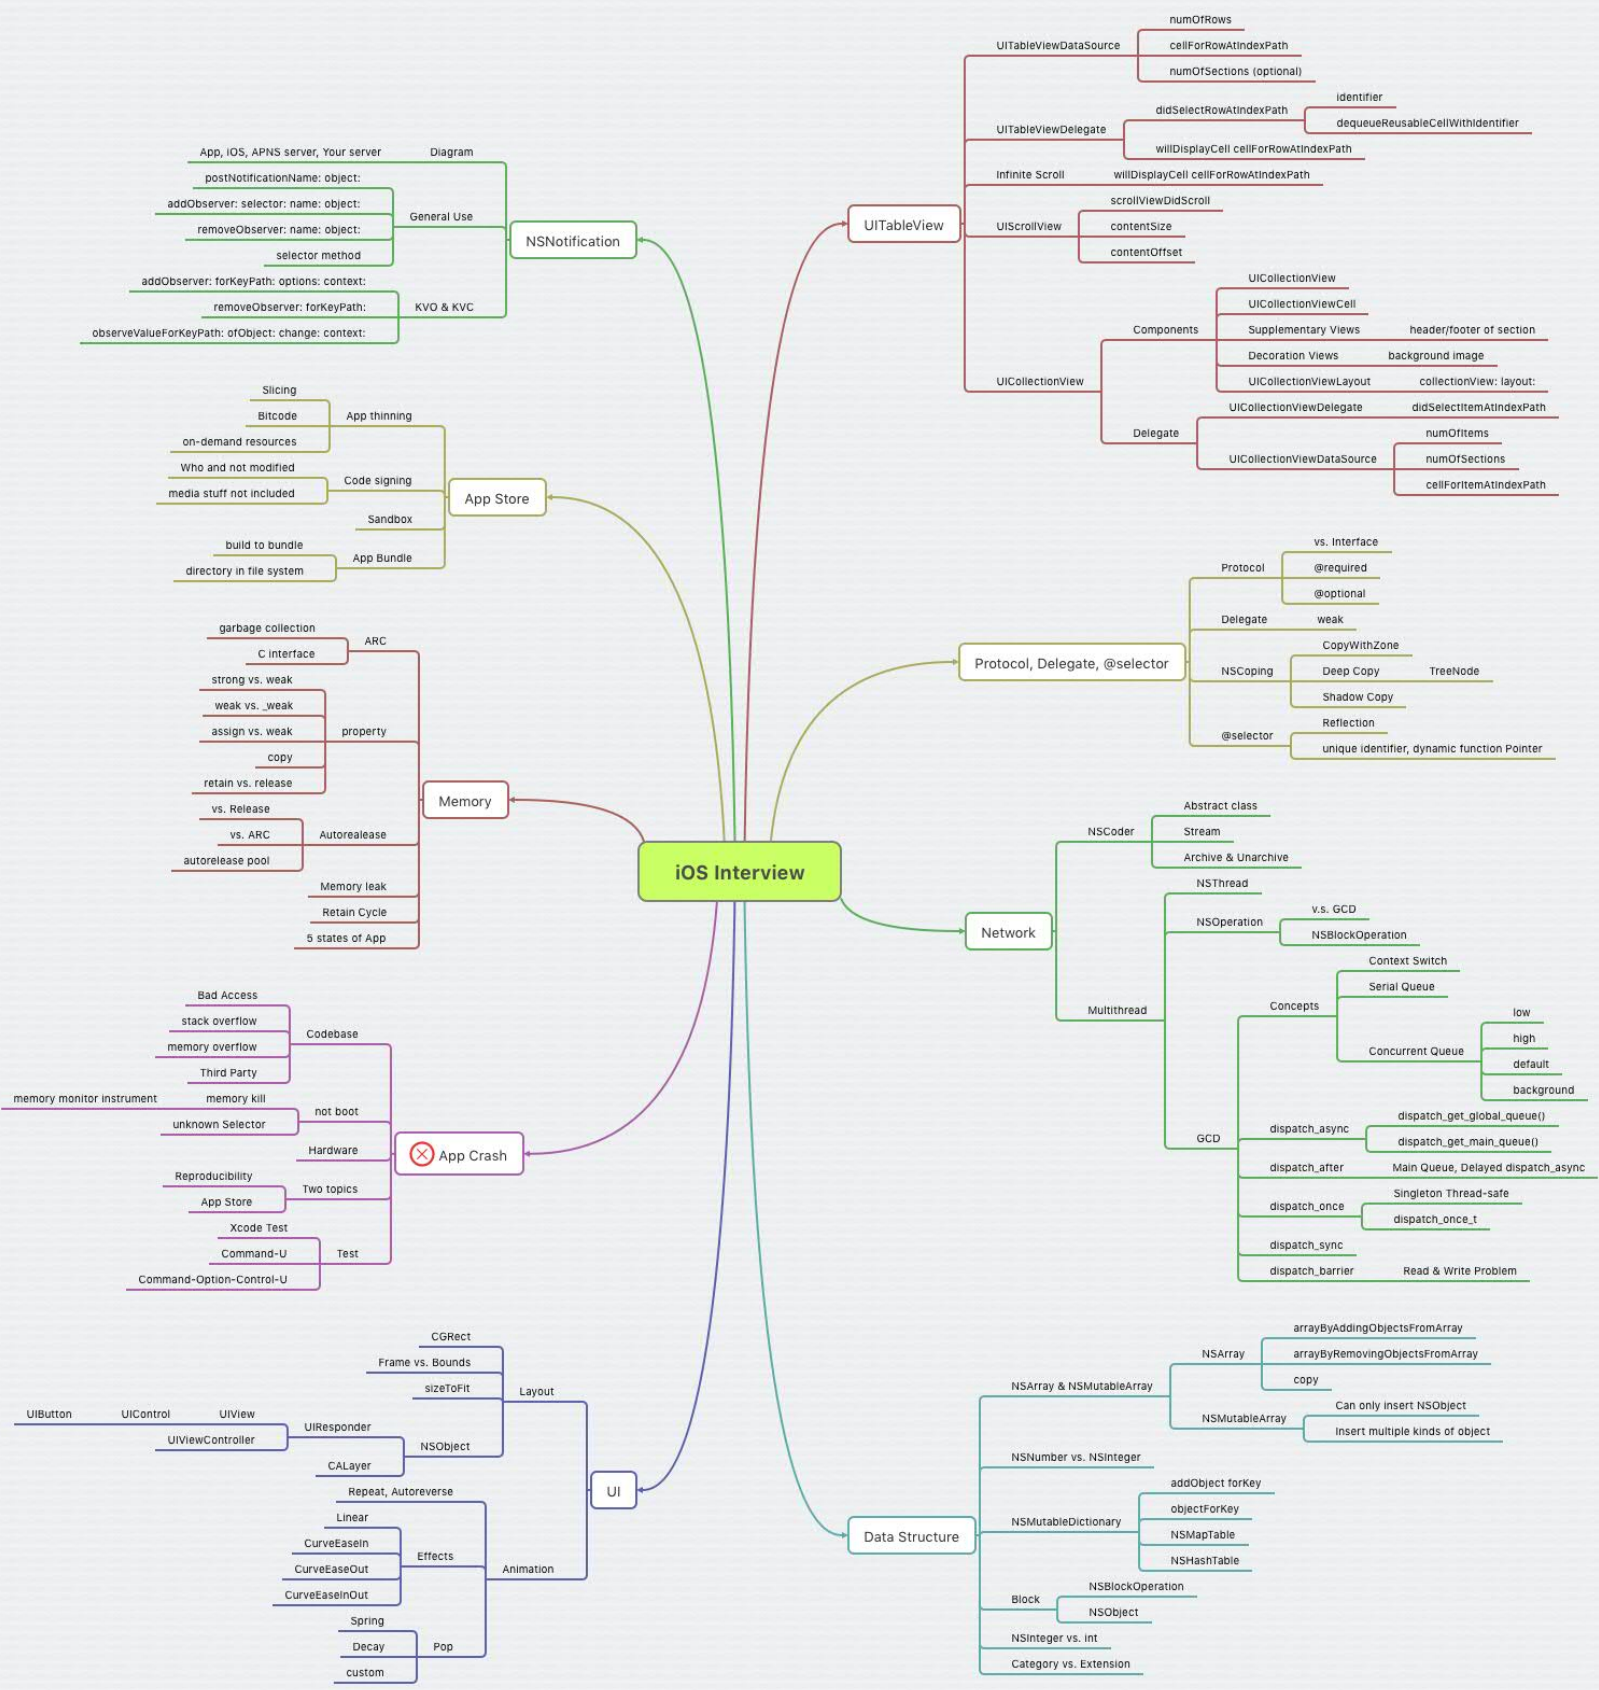 iOS Interview
UITableView
UITableViewDataSource
numOfRows
cellForRowAtIndexPath
numOfSections (optional)
UITableViewDelegate
didSelectRowAtIndexPath
identifier
dequeueReusableCellWithIdentifier
willDisplayCell cellForRowAtIndexPath
Infinite Scroll
willDisplayCell cellForRowAtIndexPath
UIScrollView
scrollViewDidScroll
contentSize
contentOffset
UICollectionView
Components
UICollectionView
UICollectionViewCell
Supplementary Views
header/footer of section
Decoration Views
background image
UICollectionViewLayout
collectionView: layout:
Delegate
UICollectionViewDelegate
didSelectItemAtIndexPath
UICollectionViewDataSource
numOfItems
numOfSections
cellForItemAtIndexPath
Protocol, Delegate, @selector
Protocol
vs. Interface
@required
@optional
Delegate
weak
NSCoping
CopyWithZone
Deep Copy
TreeNode
Shadow Copy
@selector
Reflection
unique identifier, dynamic function Pointer
Network
NSCoder
Abstract class
Stream
Archive & Unarchive
Multithread
NSThread
NSOperation
v.s. GCD
NSBlockOperation
GCD
Concepts
Context Switch
Serial Queue
Concurrent Queue
low
high
default
background
dispatch_async
dispatch_get_global_queue()
dispatch_get_main_queue()
dispatch_after
Main Queue, Delayed dispatch_async
dispatch_once
Singleton Thread-safe
dispatch_once_t
dispatch_sync
dispatch_barrier
Read & Write Problem
Data Structure
NSArray & NSMutableArray
NSArray
arrayByAddingObjectsFromArray
arrayByRemovingObjectsFromArray
copy
NSMutableArray
Can only insert NSObject
Insert multiple kinds of object
NSNumber vs. NSInteger
NSMutableDictionary
addObject forKey
objectForKey
NSMapTable
NSHashTable
Block
NSBlockOperation
NSObject
NSInteger vs. int
Category vs. Extension
NSNotification
Diagram
App, iOS, APNS server, Your server
General Use
postNotificationName: object:
addObserver: selector: name: object:
removeObserver: name: object:
selector method
KVO & KVC
addObserver: forKeyPath: options: context:
removeObserver: forKeyPath:
observeValueForKeyPath: ofObject: change: context:
App Store
App thinning
Slicing
Bitcode
on-demand resources
Code signing
Who and not modified
media stuff not included
Sandbox
App Bundle
build to bundle
directory in file system
Memory
ARC
garbage collection
C interface
property
strong vs. weak
weak vs. _weak
assign vs. weak
copy
retain vs. release
Autorealease
vs. Release
vs. ARC
autorelease pool
Memory leak
Retain Cycle
5 states of App
App Crash
Codebase
Bad Access
stack overflow
memory overflow
Third Party
not boot
memory kill
memory monitor instrument
unknown Selector
Hardware
Two topics
Reproducibility
App Store
Test
Xcode Test
Command-U
Command-Option-Control-U
UI
Layout
CGRect
Frame vs. Bounds
sizeToFit
NSObject
UIResponder
UIView
UIControl
UIButton
UIViewController
CALayer
Animation
Repeat, Autoreverse
Effects
Linear
CurveEaseIn
CurveEaseOut
CurveEaseInOut
Pop
Spring
Decay
custom